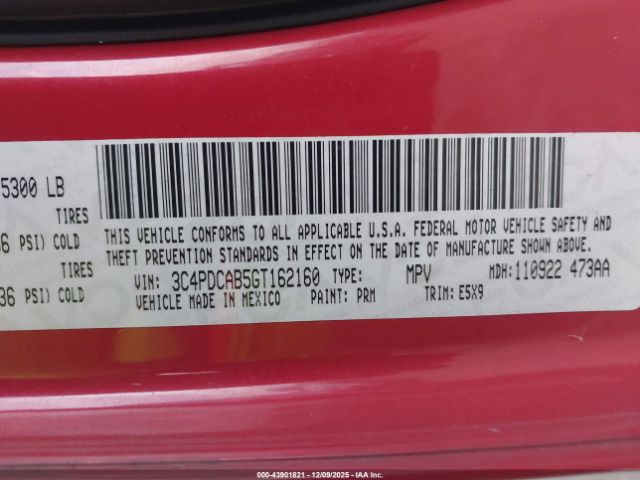 5300 LB
TIRES
36 PSI) COLD
TIRES
36 PSI) COLD
THIS VEHICLE CONFORMS TO ALL APPLICABLE U.S.A. FEDERAL MOTOR VEHICLE SAFETY AND
THEFT PREVENTION STANDARDS IN EFFECT ON THE DATE OF MANUFACTURE SHOWN ABOVE.
VIN: 3C4PDCAB5GT162160 TYPE: MPV MDH:110922 473AA
VEHICLE MADE IN MEXICO PAINT: PRM TRIM: E5X9
000-43901821 - 12/09/2025 - IAA Inc.